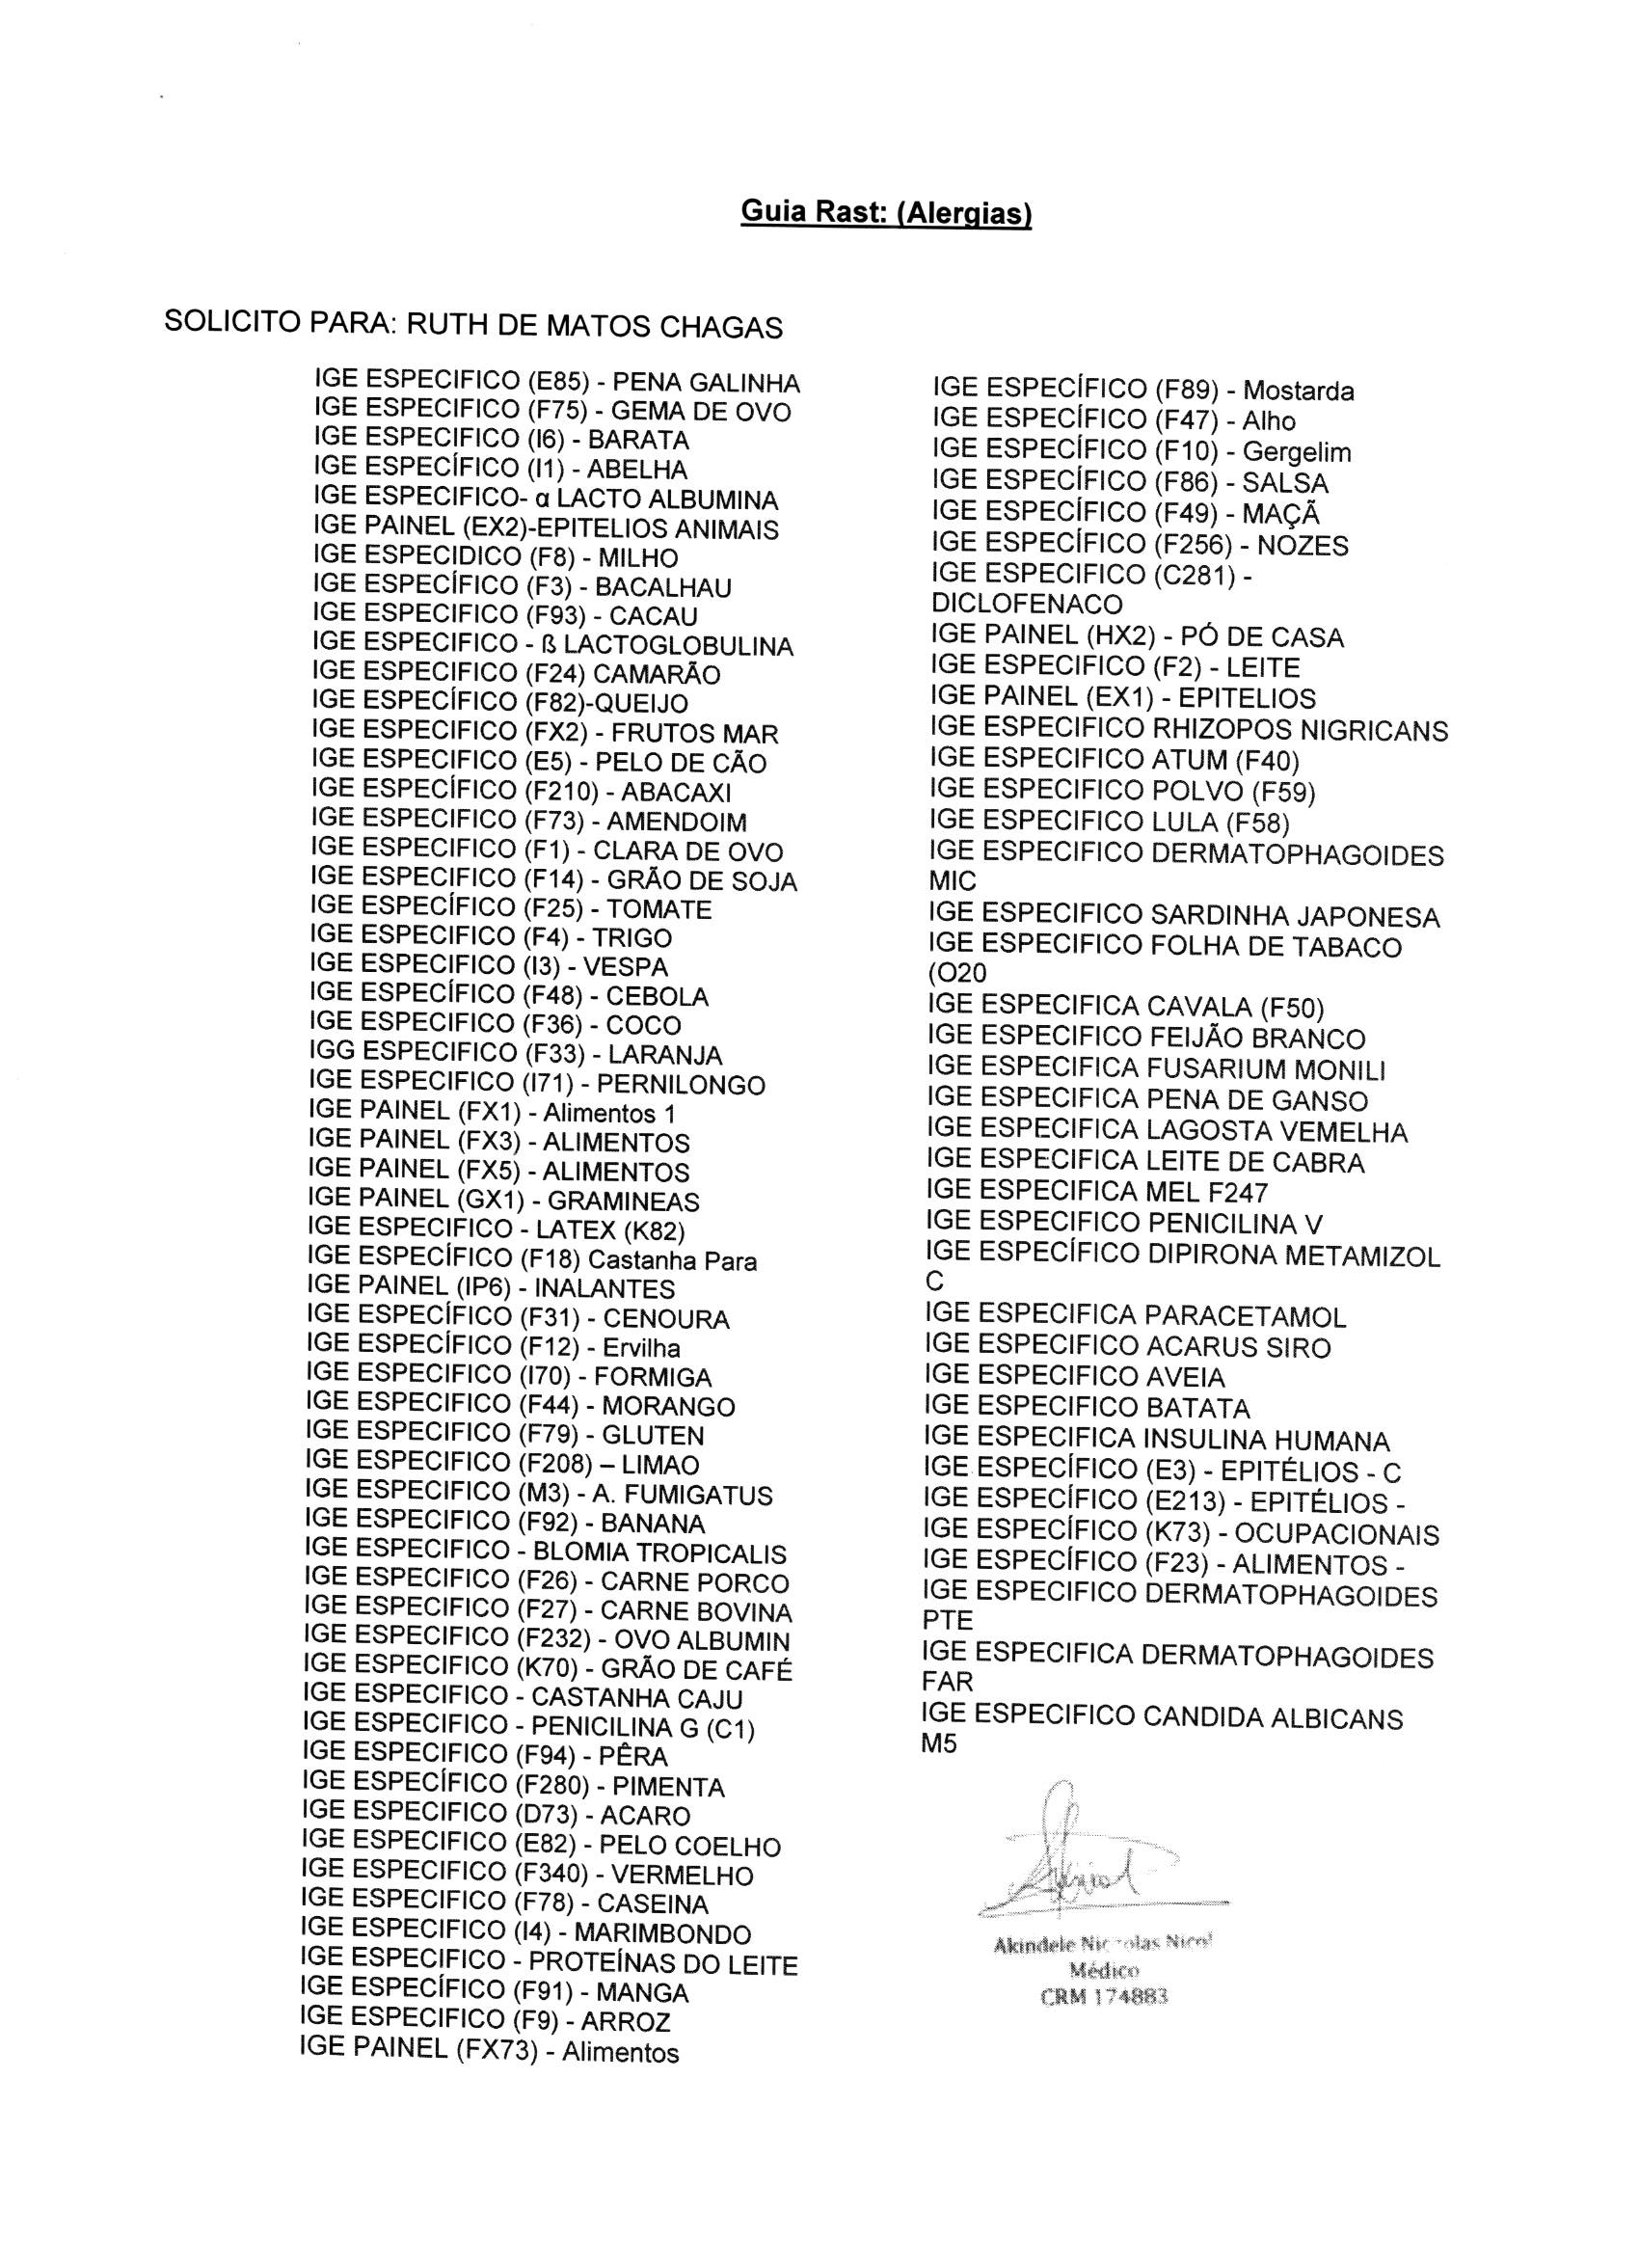 Guia Rast: (Alergias)
SOLICITO PARA: RUTH DE MATOS CHAGAS
IGE ESPECIFICO (E85) - PENA GALINHA
IGE ESPECIFICO (F75) - GEMA DE OVO
IGE ESPECIFICO (I6) - BARATA
IGE ESPECÍFICO (I1) - ABELHA
IGE ESPECIFICO- α LACTO ALBUMINA
IGE PAINEL (EX2)-EPITELIOS ANIMAIS
IGE ESPECIDICO (F8) - MILHO
IGE ESPECÍFICO (F3) - BACALHAU
IGE ESPECIFICO (F93) - CACAU
IGE ESPECIFICO - ß LACTOGLOBULINA
IGE ESPECIFICO (F24) CAMARÃO
IGE ESPECÍFICO (F82)-QUEIJO
IGE ESPECIFICO (FX2) - FRUTOS MAR
IGE ESPECIFICO (E5) - PELO DE CÃO
IGE ESPECÍFICO (F210) - ABACAXI
IGE ESPECIFICO (F73) - AMENDOIM
IGE ESPECIFICO (F1) - CLARA DE OVO
IGE ESPECIFICO (F14) - GRÃO DE SOJA
IGE ESPECÍFICO (F25) - TOMATE
IGE ESPECIFICO (F4) - TRIGO
IGE ESPECIFICO (I3) - VESPA
IGE ESPECÍFICO (F48) - CEBOLA
IGE ESPECIFICO (F36) - COCO
IGG ESPECIFICO (F33) - LARANJA
IGE ESPECIFICO (I71) - PERNILONGO
IGE PAINEL (FX1) - Alimentos 1
IGE PAINEL (FX3) - ALIMENTOS
IGE PAINEL (FX5) - ALIMENTOS
IGE PAINEL (GX1) - GRAMINEAS
IGE ESPECIFICO - LATEX (K82)
IGE ESPECÍFICO (F18) Castanha Para
IGE PAINEL (IP6) - INALANTES
IGE ESPECÍFICO (F31) - CENOURA
IGE ESPECÍFICO (F12) - Ervilha
IGE ESPECIFICO (I70) - FORMIGA
IGE ESPECIFICO (F44) - MORANGO
IGE ESPECIFICO (F79) - GLUTEN
IGE ESPECIFICO (F208) – LIMAO
IGE ESPECIFICO (M3) - A. FUMIGATUS
IGE ESPECIFICO (F92) - BANANA
IGE ESPECIFICO - BLOMIA TROPICALIS
IGE ESPECIFICO (F26) - CARNE PORCO
IGE ESPECIFICO (F27) - CARNE BOVINA
IGE ESPECIFICO (F232) - OVO ALBUMIN
IGE ESPECIFICO (K70) - GRÃO DE CAFÉ
IGE ESPECIFICO - CASTANHA CAJU
IGE ESPECIFICO - PENICILINA G (C1)
IGE ESPECIFICO (F94) - PÊRA
IGE ESPECÍFICO (F280) - PIMENTA
IGE ESPECIFICO (D73) - ACARO
IGE ESPECIFICO (E82) - PELO COELHO
IGE ESPECIFICO (F340) - VERMELHO
IGE ESPECIFICO (F78) - CASEINA
IGE ESPECIFICO (I4) - MARIMBONDO
IGE ESPECIFICO - PROTEÍNAS DO LEITE
IGE ESPECÍFICO (F91) - MANGA
IGE ESPECIFICO (F9) - ARROZ
IGE PAINEL (FX73) - Alimentos
IGE ESPECÍFICO (F89) - Mostarda
IGE ESPECÍFICO (F47) - Alho
IGE ESPECÍFICO (F10) - Gergelim
IGE ESPECÍFICO (F86) - SALSA
IGE ESPECÍFICO (F49) - MAÇÃ
IGE ESPECÍFICO (F256) - NOZES
IGE ESPECIFICO (C281) -
DICLOFENACO
IGE PAINEL (HX2) - PÓ DE CASA
IGE ESPECIFICO (F2) - LEITE
IGE PAINEL (EX1) - EPITELIOS
IGE ESPECIFICO RHIZOPOS NIGRICANS
IGE ESPECIFICO ATUM (F40)
IGE ESPECIFICO POLVO (F59)
IGE ESPECIFICO LULA (F58)
IGE ESPECIFICO DERMATOPHAGOIDES
MIC
IGE ESPECIFICO SARDINHA JAPONESA
IGE ESPECIFICO FOLHA DE TABACO
(O20
IGE ESPECIFICA CAVALA (F50)
IGE ESPECIFICO FEIJÃO BRANCO
IGE ESPECIFICA FUSARIUM MONILI
IGE ESPECIFICA PENA DE GANSO
IGE ESPECIFICA LAGOSTA VEMELHA
IGE ESPECIFICA LEITE DE CABRA
IGE ESPECIFICA MEL F247
IGE ESPECIFICO PENICILINA V
IGE ESPECÍFICO DIPIRONA METAMIZOL
C
IGE ESPECIFICA PARACETAMOL
IGE ESPECIFICO ACARUS SIRO
IGE ESPECIFICO AVEIA
IGE ESPECIFICO BATATA
IGE ESPECIFICA INSULINA HUMANA
IGE ESPECÍFICO (E3) - EPITÉLIOS - C
IGE ESPECÍFICO (E213) - EPITÉLIOS -
IGE ESPECÍFICO (K73) - OCUPACIONAIS
IGE ESPECÍFICO (F23) - ALIMENTOS -
IGE ESPECIFICO DERMATOPHAGOIDES
PTE
IGE ESPECIFICA DERMATOPHAGOIDES
FAR
IGE ESPECIFICO CANDIDA ALBICANS
M5
Akindele
Médico
CRM 174883